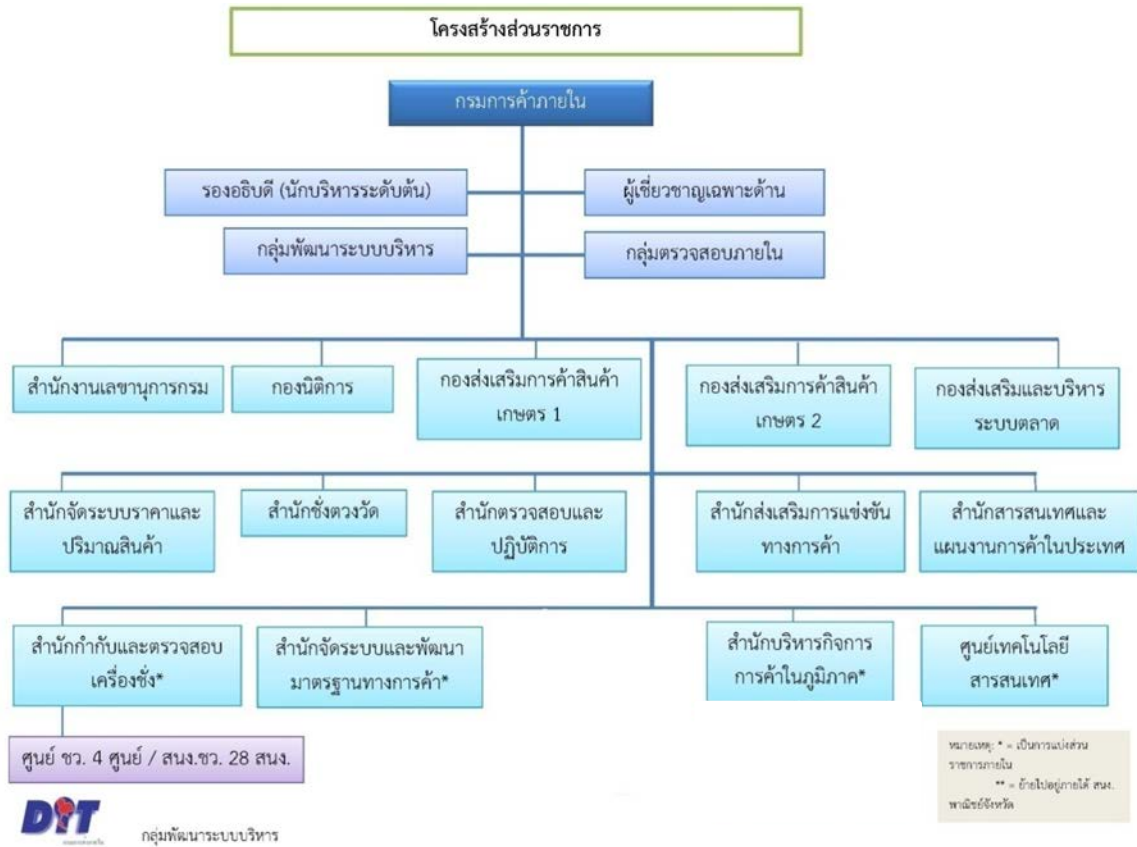 โครงสร้างส่วนราชการ
กรมการค้าภายใน
รองอธิบดี (นักบริหารระดับต้น)
ผู้เชี่ยวชาญเฉพาะด้าน
กลุ่มพัฒนาระบบบริหาร
กลุ่มตรวจสอบภายใน
สำนักงานเลขานุการกรม
กองนิติการ
กองส่งเสริมการค้าสินค้า
เกษตร 1
กองส่งเสริมการค้าสินค้า
เกษตร 2
กองส่งเสริมและบริหาร
ระบบตลาด
สำนักจัดระบบราคาและ
ปริมาณสินค้า
สำนักชั่งตวงวัด
สำนักตรวจสอบและ
ปฏิบัติการ
สำนักส่งเสริมการแข่งขัน
ทางการค้า
สำนักสารสนเทศและ
แผนงานการค้าในประเทศ
สำนักกำกับและตรวจสอบ
เครื่องชั่ง*
สำนักจัดระบบและพัฒนา
มาตรฐานทางการค้า*
สำนักบริหารกิจการ
การค้าในภูมิภาค*
ศูนย์เทคโนโลยี
สารสนเทศ*
ศูนย์ ชว. 4 ศูนย์ / สนง.ชว. 28 สนง.
หมายเหตุ: * = เป็นการแบ่งส่วน
ราชการภายใน
** = ย้ายไปอยู่ภายใต้ สนง.
พาณิชย์จังหวัด
DIT
กรมการค้าภายใน
กลุ่มพัฒนาระบบบริหาร